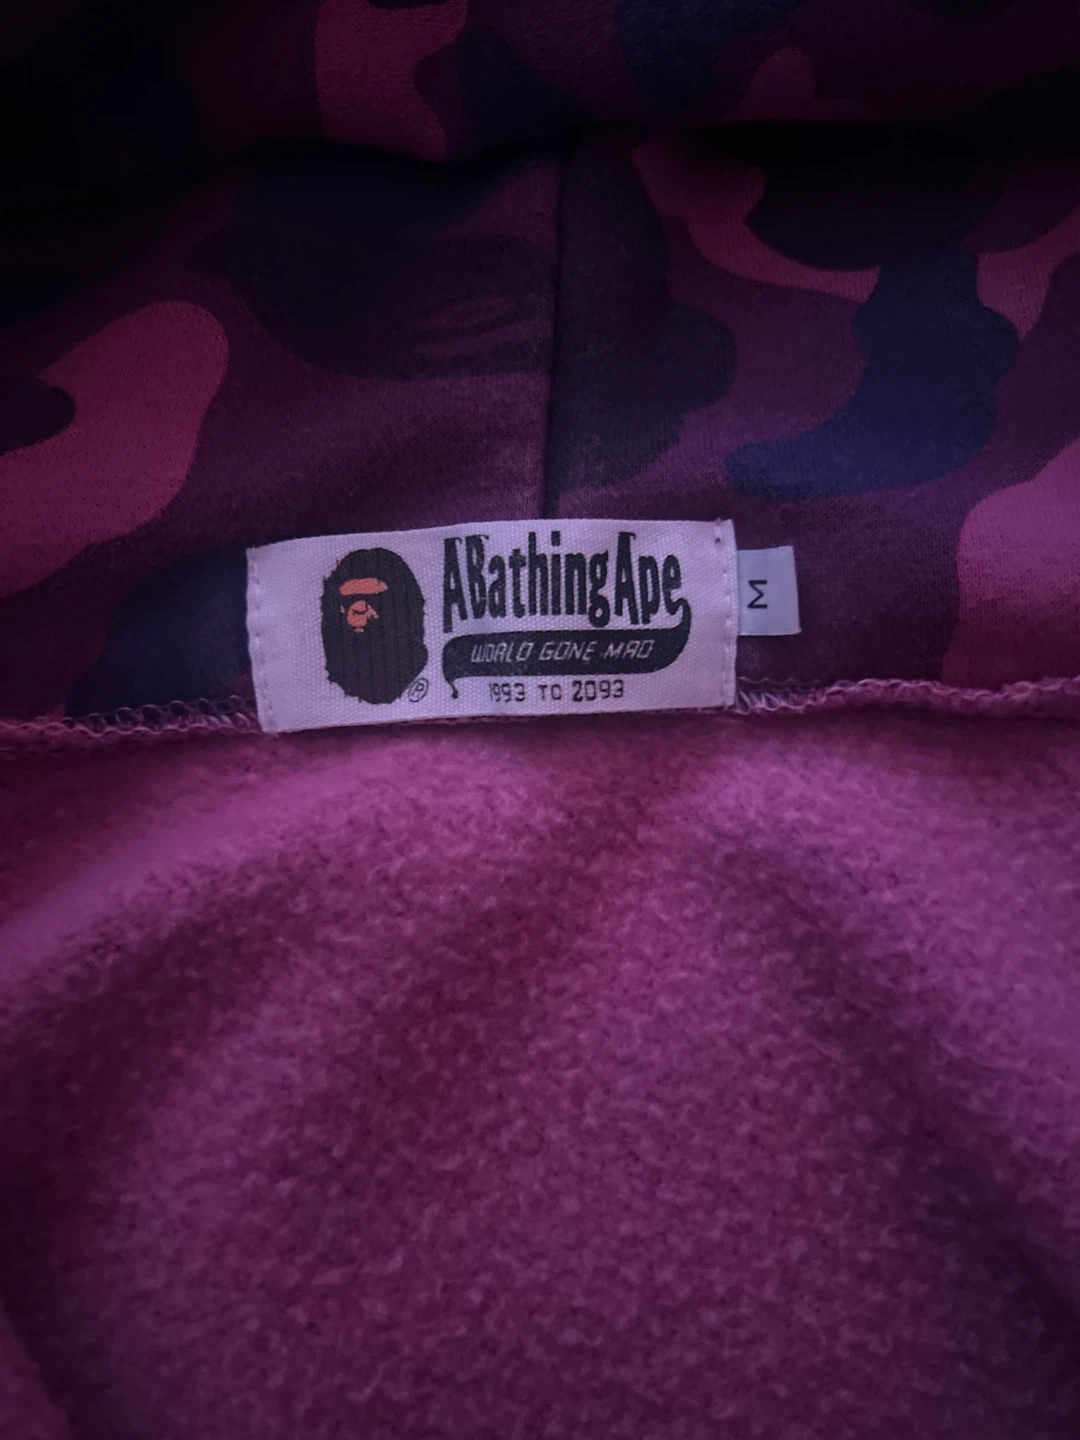 ABathingApe
WORLD GONE MAD
1993 TO 2093
®
M